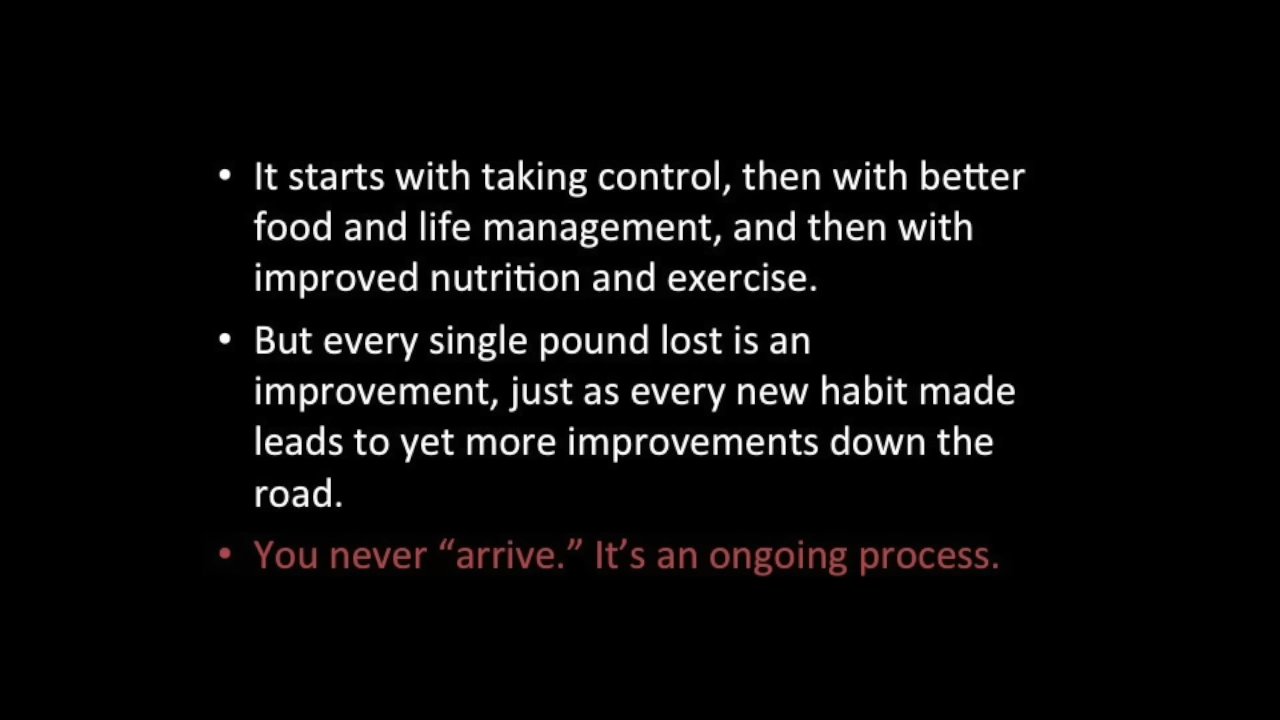 • It starts with taking control, then with better
food and life management, and then with
improved nutrition and exercise.
• But every single pound lost is an
improvement, just as every new habit made
leads to yet more improvements down the
road.
• You never “arrive.” It’s an ongoing process.